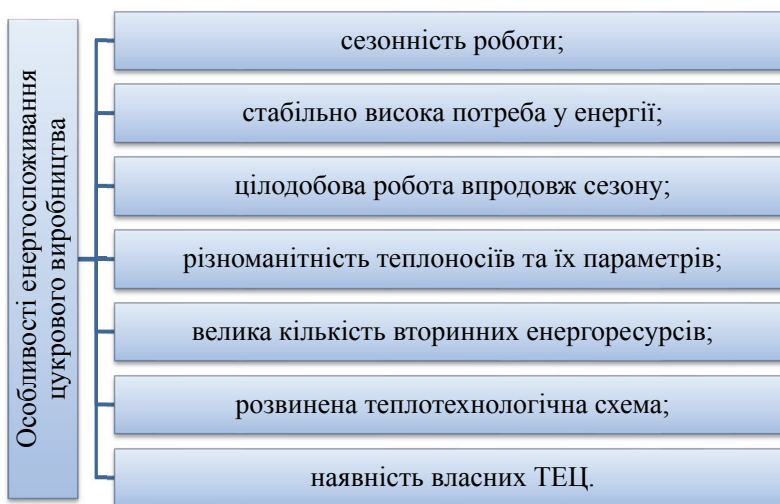 Особливості енергоспоживання
цукрового виробництва
сезонність роботи;
стабільно висока потреба у енергії;
цілодобова робота впродовж сезону;
різноманітність теплоносіїв та їх параметрів;
велика кількість вторинних енергоресурсів;
розвинена теплотехнологічна схема;
наявність власних ТЕЦ.